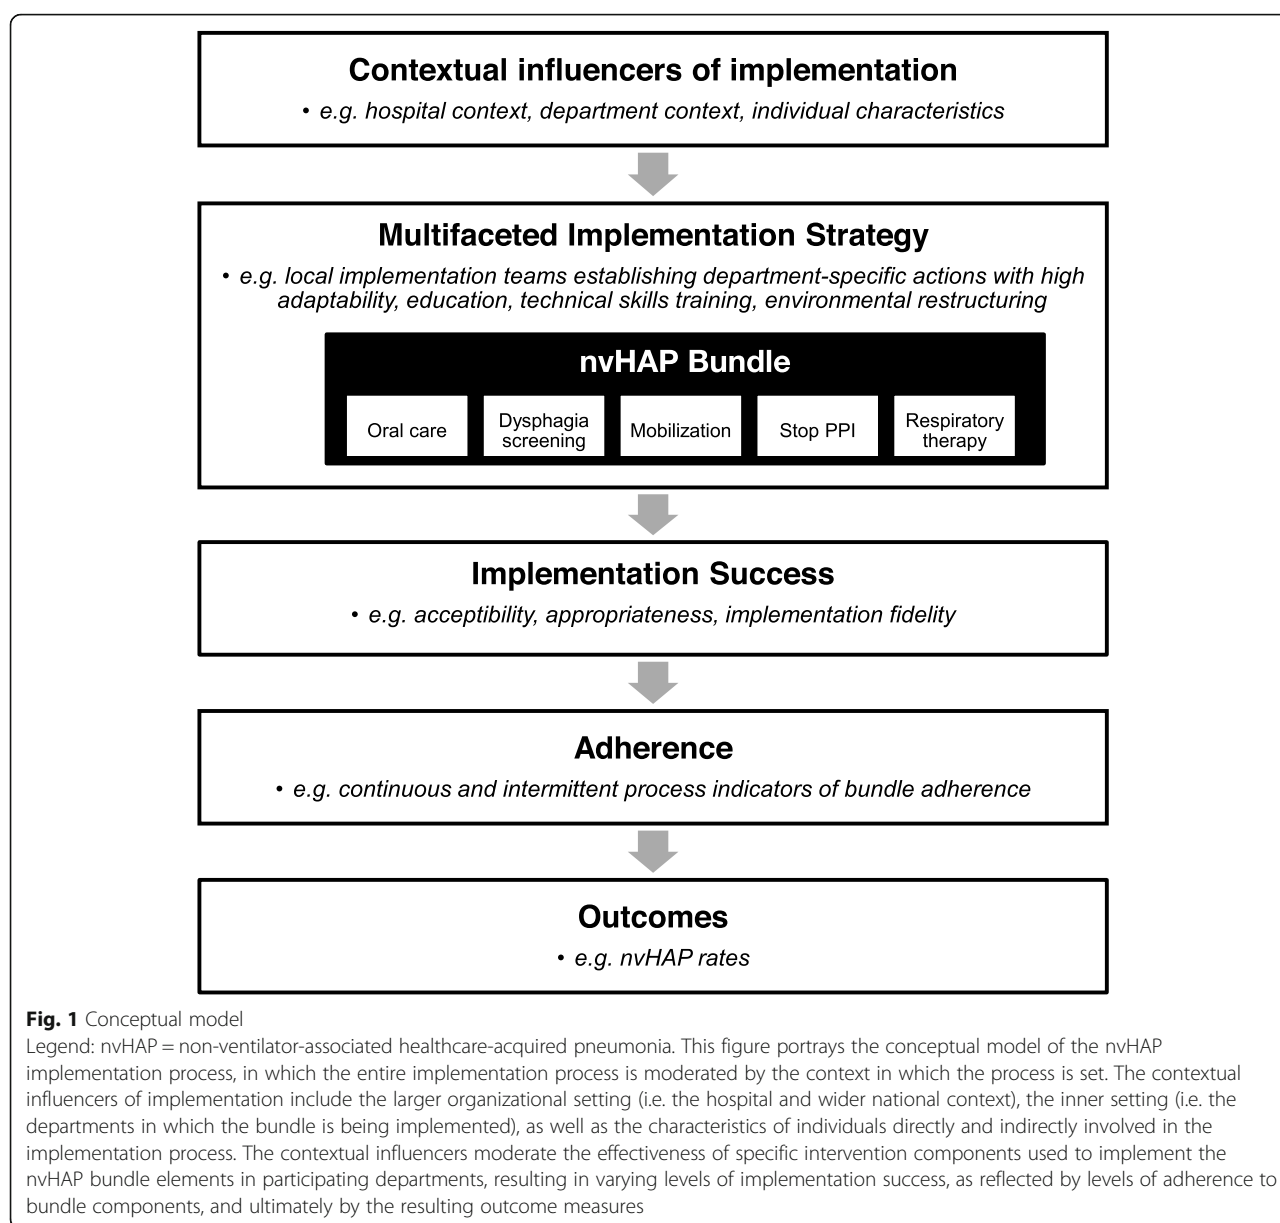 Contextual influencers of implementation
• e.g. hospital context, department context, individual characteristics
Multifaceted Implementation Strategy
• e.g. local implementation teams establishing department-specific actions with high
adaptability, education, technical skills training, environmental restructuring
nvHAP Bundle
Oral care
Dysphagia
screening
Mobilization
Stop PPI
Respiratory
therapy
Implementation Success
• e.g. acceptibility, appropriateness, implementation fidelity
Adherence
• e.g. continuous and intermittent process indicators of bundle adherence
Outcomes
• e.g. nvHAP rates
Fig. 1 Conceptual model
Legend: nvHAP = non-ventilator-associated healthcare-acquired pneumonia. This figure portrays the conceptual model of the nvHAP
implementation process, in which the entire implementation process is moderated by the context in which the process is set. The contextual
influencers of implementation include the larger organizational setting (i.e. the hospital and wider national context), the inner setting (i.e. the
departments in which the bundle is being implemented), as well as the characteristics of individuals directly and indirectly involved in the
implementation process. The contextual influencers moderate the effectiveness of specific intervention components used to implement the
nvHAP bundle elements in participating departments, resulting in varying levels of implementation success, as reflected by levels of adherence to
bundle components, and ultimately by the resulting outcome measures